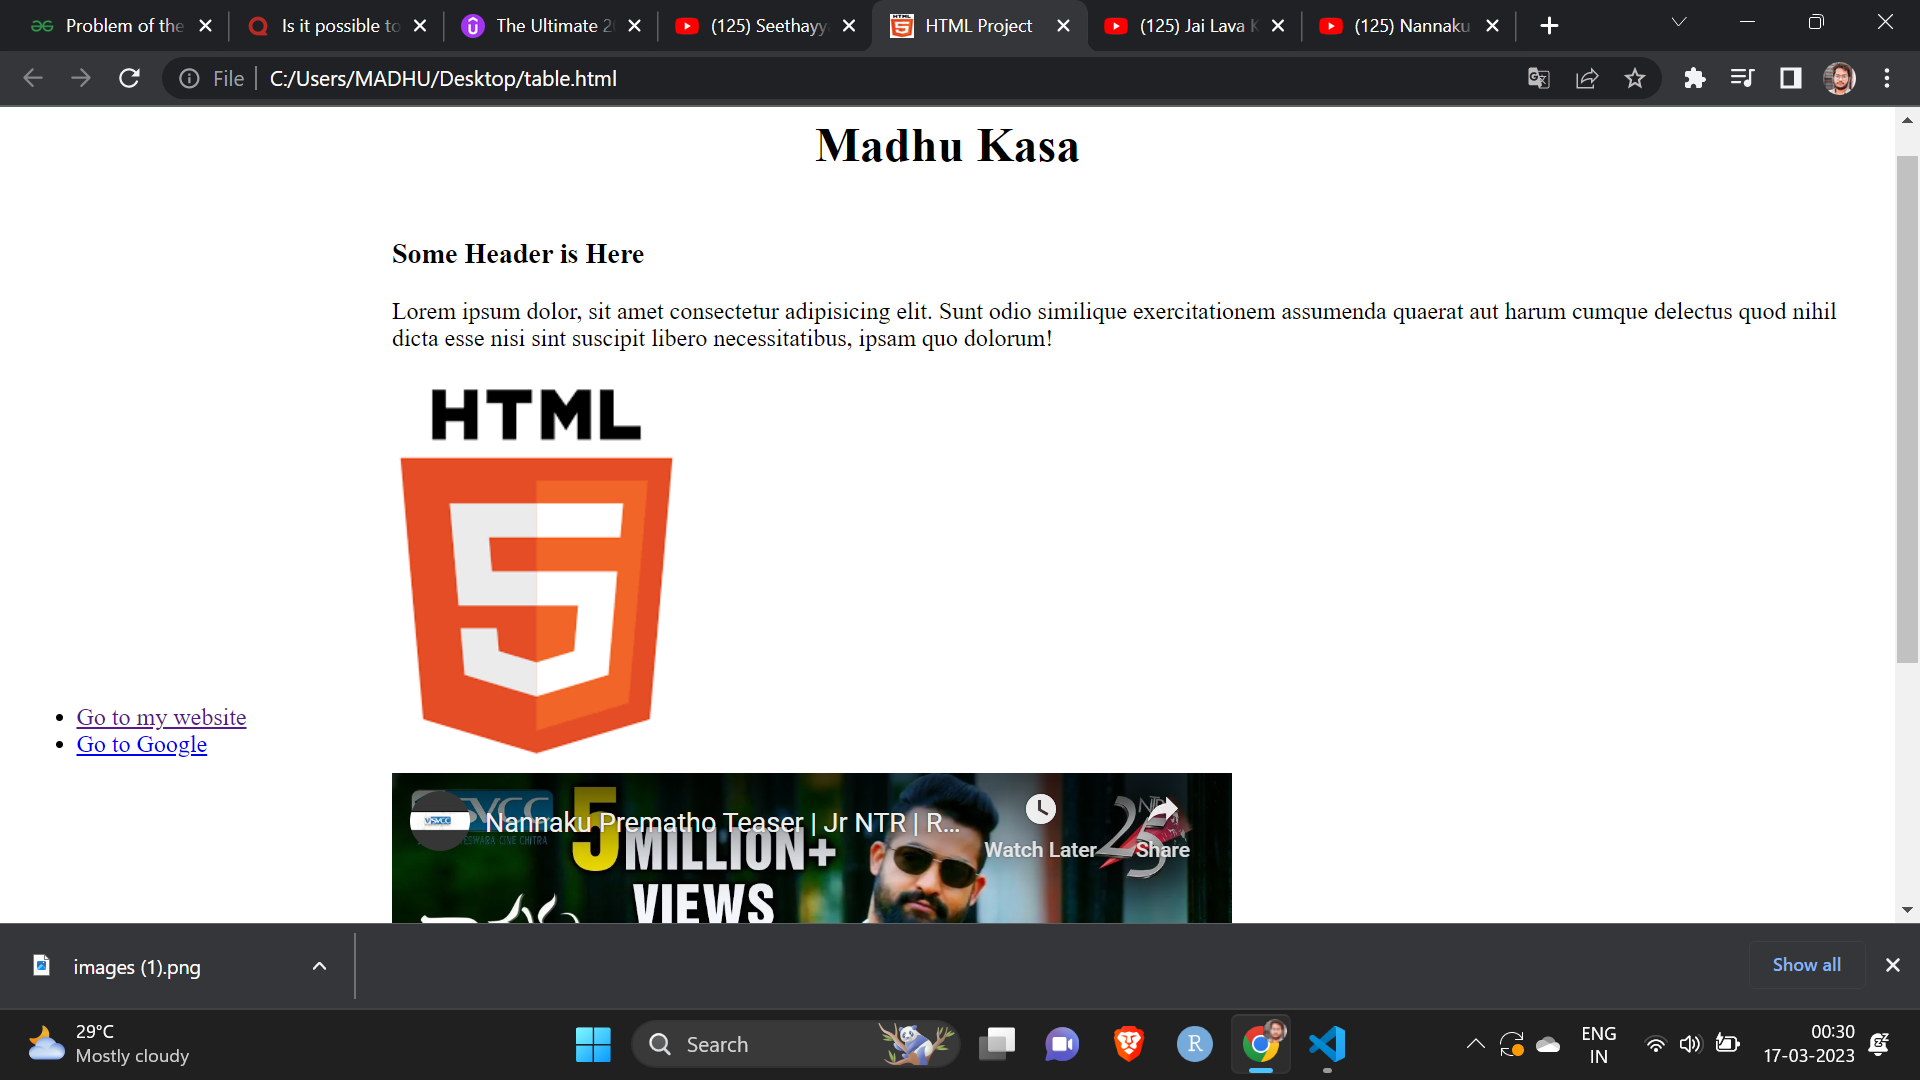 Problem of the
Is it possible to
The Ultimate 2
(125) Seethayy
HTML Project
(125) Jai Lava K
(125) Nannaku
File
C:/Users/MADHU/Desktop/table.html
Madhu Kasa
Some Header is Here
Lorem ipsum dolor, sit amet consectetur adipisicing elit. Sunt odio similique exercitationem assumenda quaerat aut harum cumque delectus quod nihil
dicta esse nisi sint suscipit libero necessitatibus, ipsam quo dolorum!
HTML
5
Go to my website
Go to Google
SVCC
Nannaku Prematho Teaser | Jr NTR | R...
Watch Later
Share
5
MILLION+
VIEWS
NTR
25
images (1).png
Show all
29°C
Mostly cloudy
Search
R
ENG
IN
00:30
17-03-2023